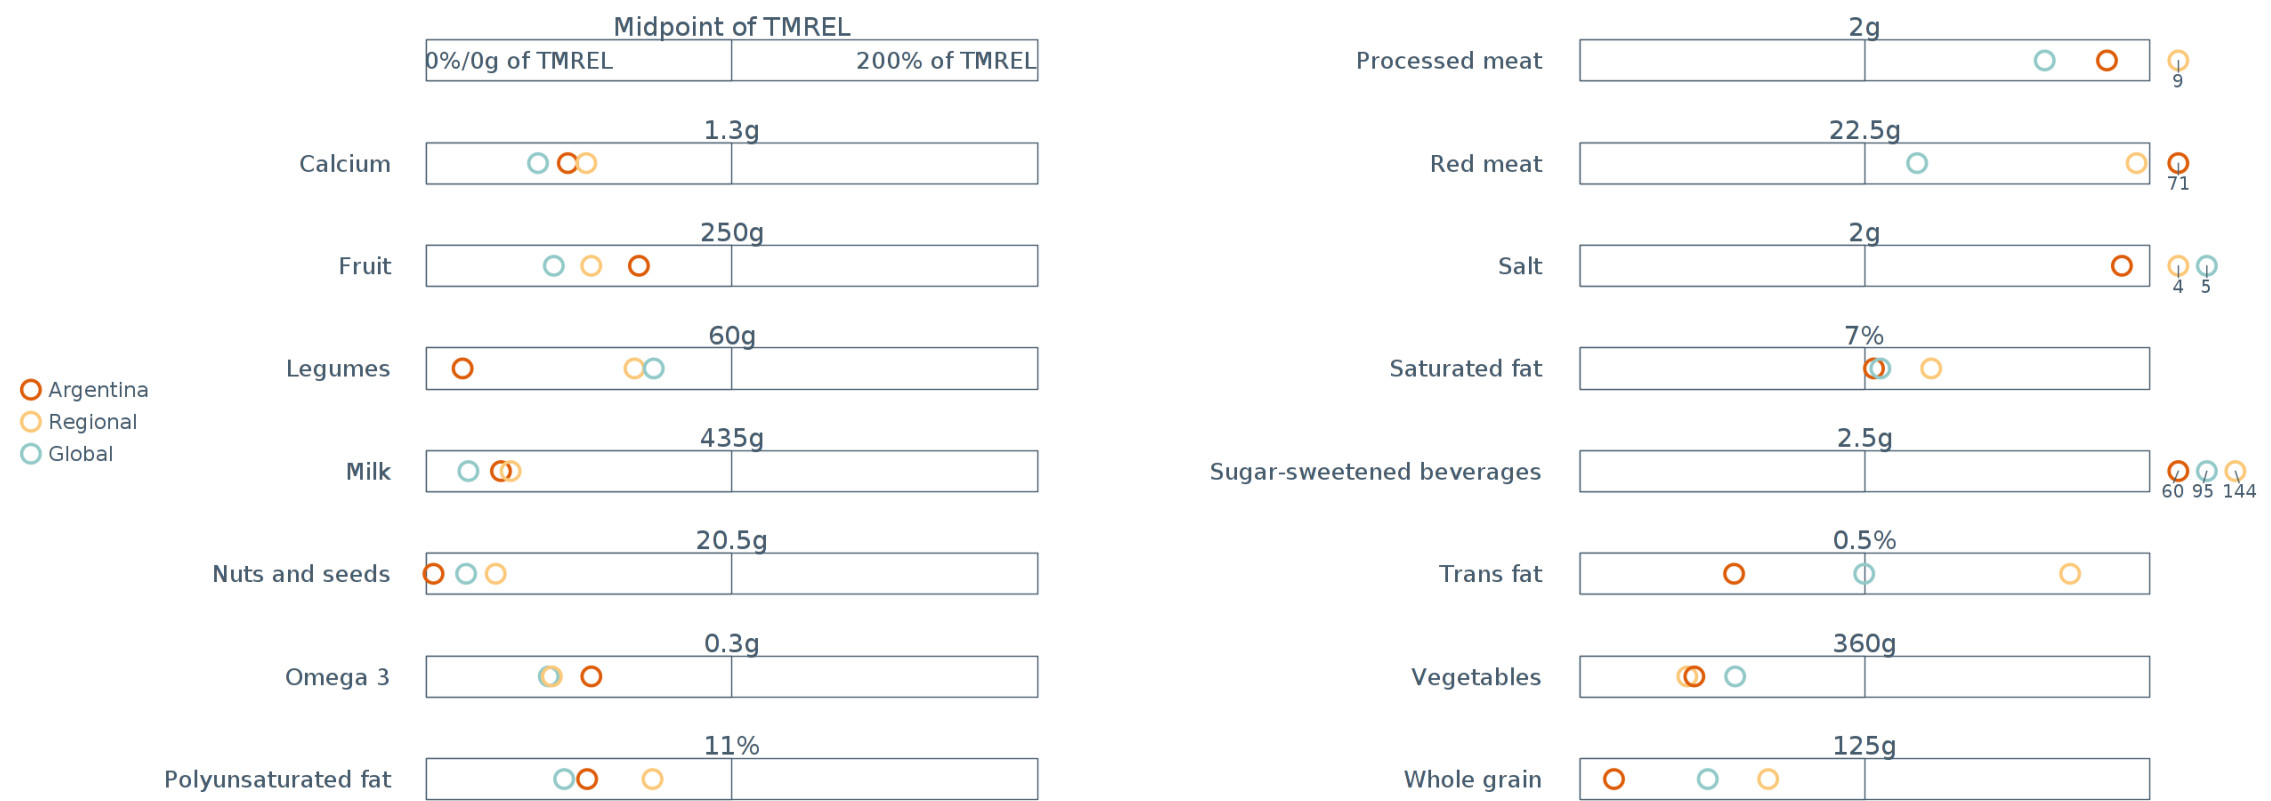 Midpoint of TMREL
0%/0g of TMREL
200% of TMREL
Calcium
1.3g
Fruit
250g
Legumes
60g
Milk
435g
Nuts and seeds
20.5g
Omega 3
0.3g
Polyunsaturated fat
11%
Argentina
Regional
Global
Processed meat
2g
9
Red meat
22.5g
71
Salt
2g
4 5
Saturated fat
7%
Sugar-sweetened beverages
2.5g
60 95 144
Trans fat
0.5%
Vegetables
360g
Whole grain
125g